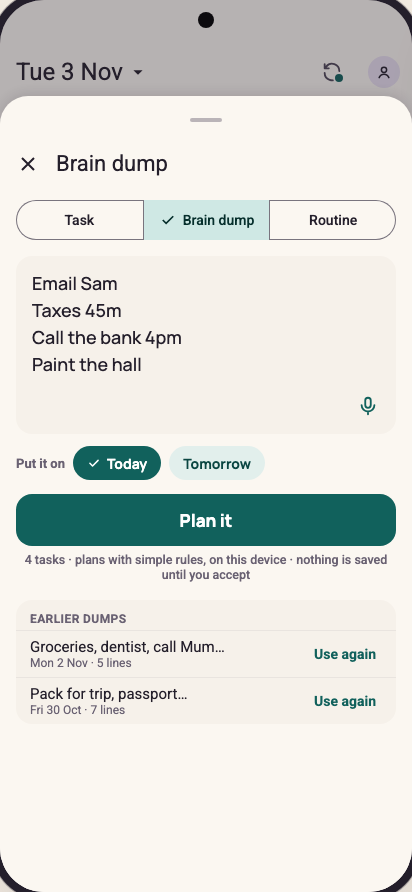 Tue 3 Nov
Brain dump
Task
Brain dump
Routine
Email Sam
Taxes 45m
Call the bank 4pm
Paint the hall
Put it on
Today
Tomorrow
Plan it
4 tasks · plans with simple rules, on this device · nothing is saved
until you accept
EARLIER DUMPS
Groceries, dentist, call Mum…
Mon 2 Nov · 5 lines
Use again
Pack for trip, passport…
Fri 30 Oct · 7 lines
Use again